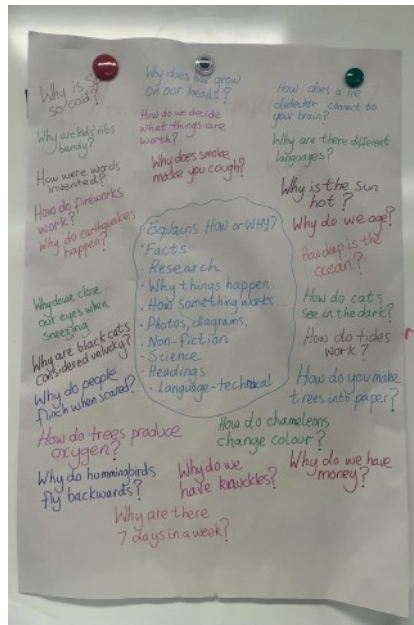 Why is
so cold?
Why does hair grow
on our heads?
How does a lie
detector connect to
your brain?
Why are kids ribs
bendy?
How do we decide
what things are
worth?
Why are there different
languages?
How were words
invented?
Why does smoke
make you cough?
Why is the sun
hot?
How do fireworks
work?
Why do we age?
Why do earthquakes
happen?
How deep is the
ocean?
Explains HOW or WHY?
Facts
Research
Why things happen...
How something works...
Photos, diagrams,
Non-fiction
Science
Headings
Language-technical
Why do we close
our eyes when
sneezing
How do cats
see in the dark?
Why are black cats
considered unlucky?
How do tides
work?
Why do people
flinch when scared?
How do you make
trees into paper?
How do trees produce
oxygen?
How do chameleons
change colour?
Why do hummingbirds
fly backwards?
Why do we
have knuckles?
Why do we have
money?
Why are there
7 days in a week?